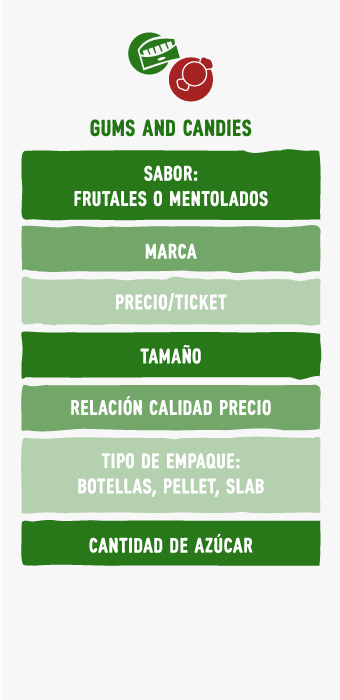 GUMS AND CANDIES
SABOR:
FRUTALES O MENTOLADOS
MARCA
PRECIO/TICKET
TAMAÑO
RELACIÓN CALIDAD PRECIO
TIPO DE EMPAQUE:
BOTELLAS, PELLET, SLAB
CANTIDAD DE AZÚCAR